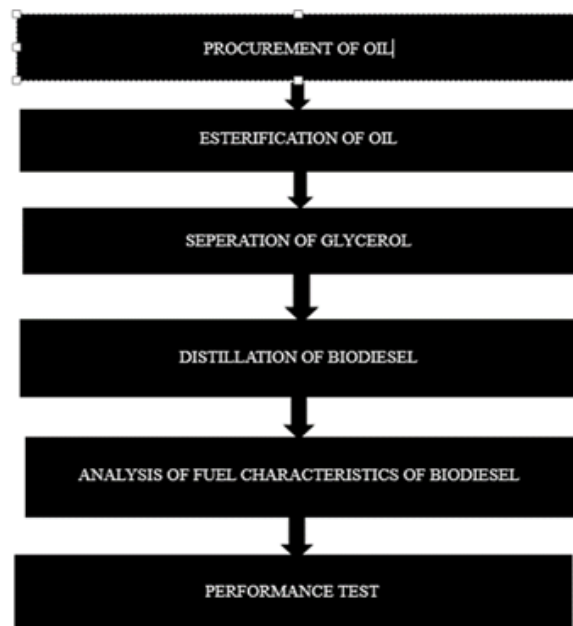 PROCUREMENT OF OIL
ESTERIFICATION OF OIL
SEPERATION OF GLYCEROL
DISTILLATION OF BIODIESEL
ANALYSIS OF FUEL CHARACTERISTICS OF BIODIESEL
PERFORMANCE TEST